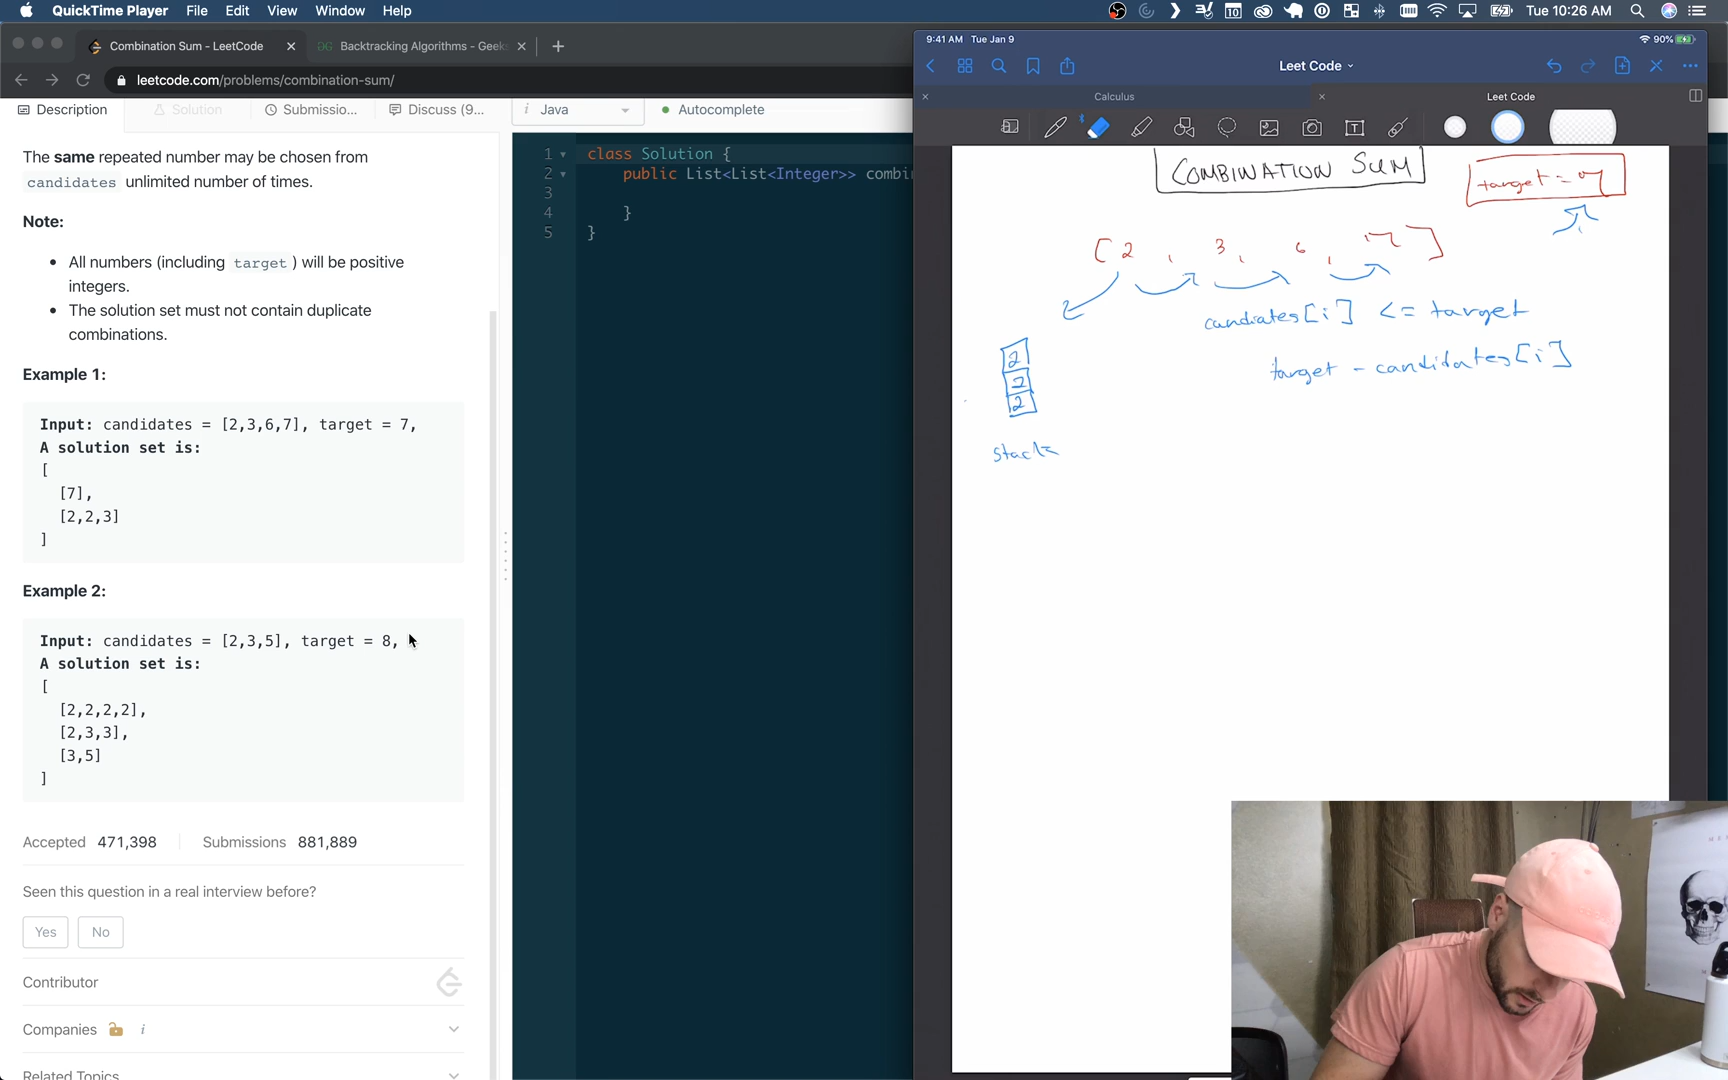 QuickTime Player File Edit View Window Help
10
Tue 10:26 AM
Combination Sum - LeetCode
Backtracking Algorithms - Geek
leetcode.com/problems/combination-sum/
Description
Solution
Submissio...
Discuss (9...
i Java
Autocomplete
The same repeated number may be chosen from
candidates unlimited number of times.
Note:
• All numbers (including target ) will be positive
integers.
• The solution set must not contain duplicate
combinations.
Example 1:
Input: candidates = [2,3,6,7], target = 7,
A solution set is:
[
[7],
[2,2,3]
]
Example 2:
Input: candidates = [2,3,5], target = 8,
A solution set is:
[
[2,2,2,2],
[2,3,3],
[3,5]
]
Accepted 471,398
Submissions 881,889
Seen this question in a real interview before?
Yes
No
Contributor
Companies i
Related Topics
1 class Solution {
2 public List<List<Integer>> combi
3
4 }
5 }
9:41 AM Tue Jan 9
90%
Leet Code
Calculus
Leet Code
COMBINATION SUM
target = 7
[2, 3, 6, 7]
candiates[i] <= target
target - candidates[i]
2
2
2
stack